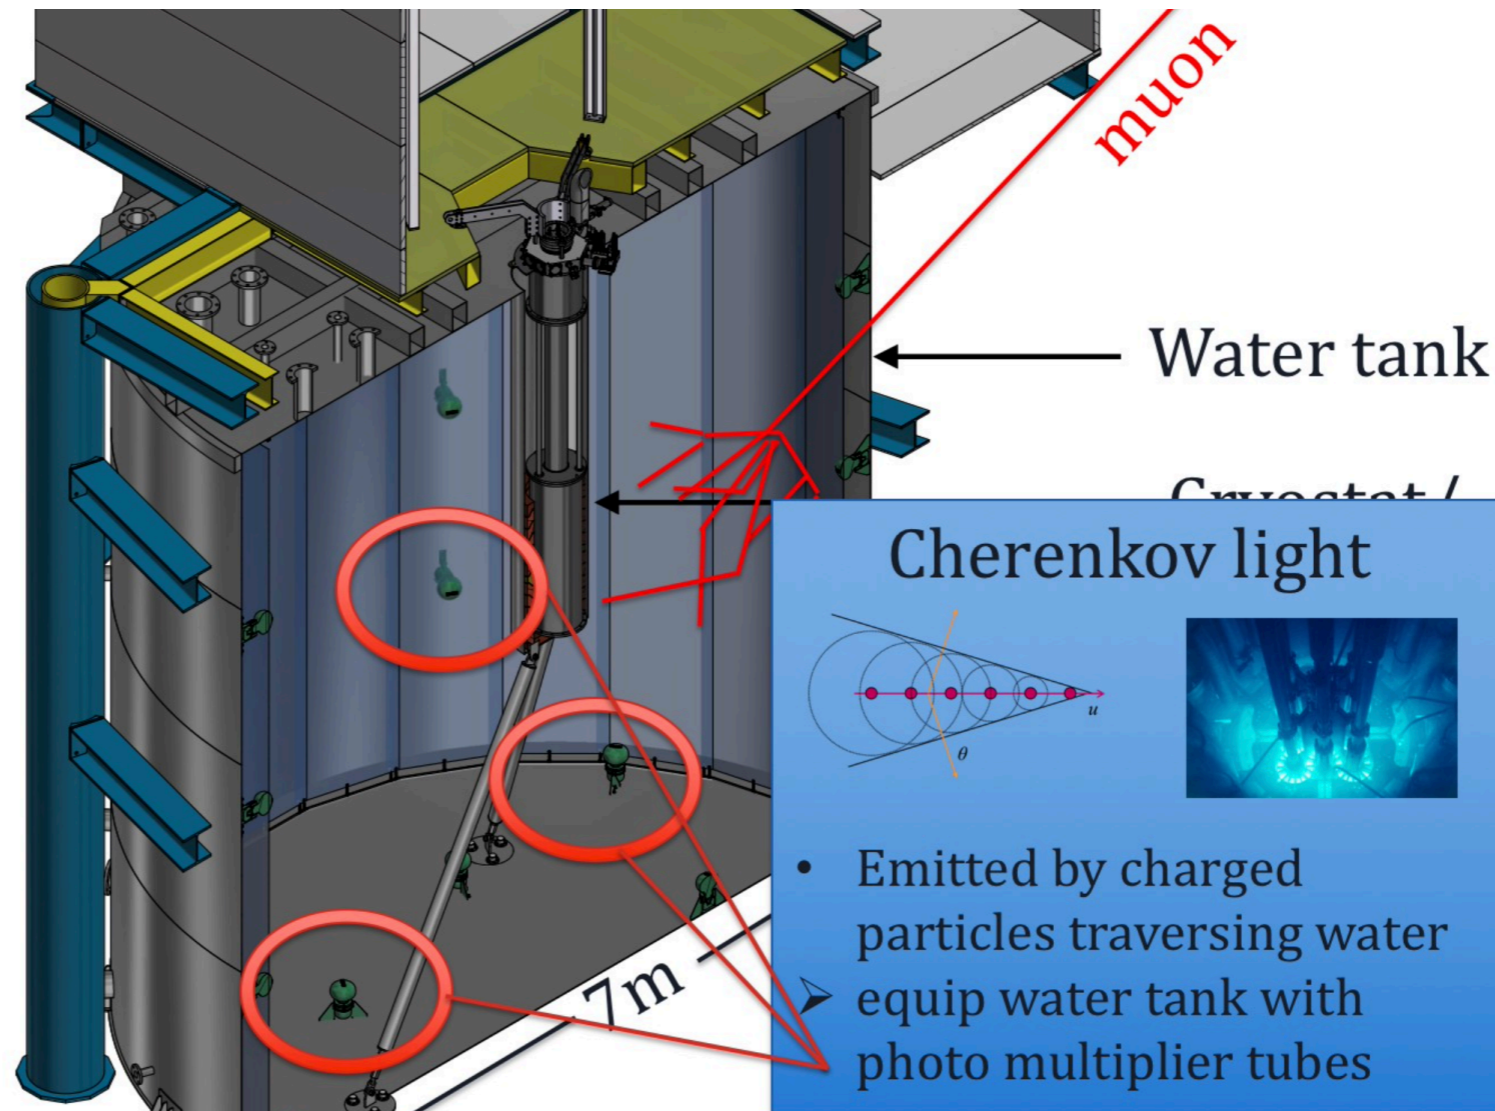 muon
Water tank
Cherenkov light
u
θ
• Emitted by charged
particles traversing water
➢ equip water tank with
photo multiplier tubes
7m